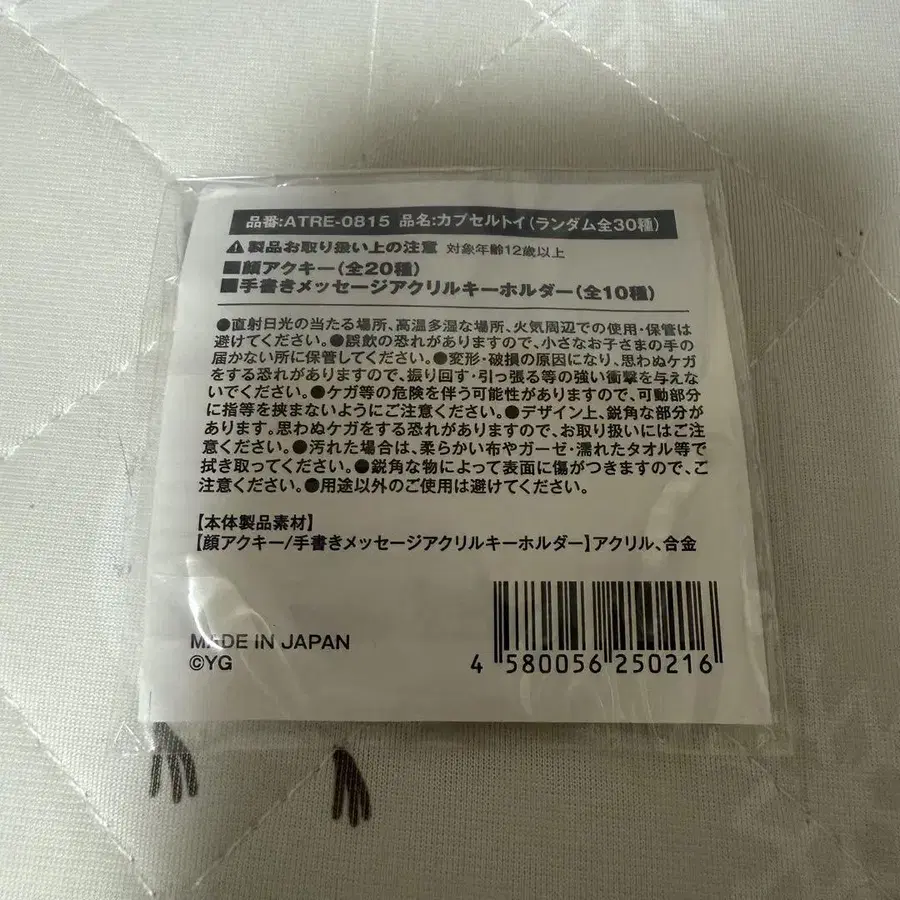 品番:ATRE-0815 品名:カプセルトイ(ランダム全30種)
⚠製品お取り扱い上の注意 対象年齢12歳以上
■顔アクキー(全20種)
■手書きメッセージアクリルキーホルダー(全10種)
●直射日光の当たる場所、高温多湿な場所、火気周辺での使用・保管は
避けてください。●誤飲の恐れがありますので、小さなお子さまの手の
届かない所に保管してください。●変形・破損の原因になり、思わぬケガ
をする恐れがありますので、振り回す・引っ張る等の強い衝撃を与えな
いでください。●ケガ等の危険を伴う可能性がありますので、可動部分
に指等を挟まないようにご注意ください。●デザイン上、鋭角な部分が
あります。思わぬケガをする恐れがありますので、お取り扱いにはご注
意ください。●汚れた場合は、柔らかい布やガーゼ・濡れたタオル等で
拭き取ってください。●鋭角な物によって表面に傷がつきますので、ご
注意ください。●用途以外のご使用は避けてください。
【本体製品素材】
【顔アクキー/手書きメッセージアクリルキーホルダー】アクリル、合金
MADE IN JAPAN
©YG
4 580056 250216